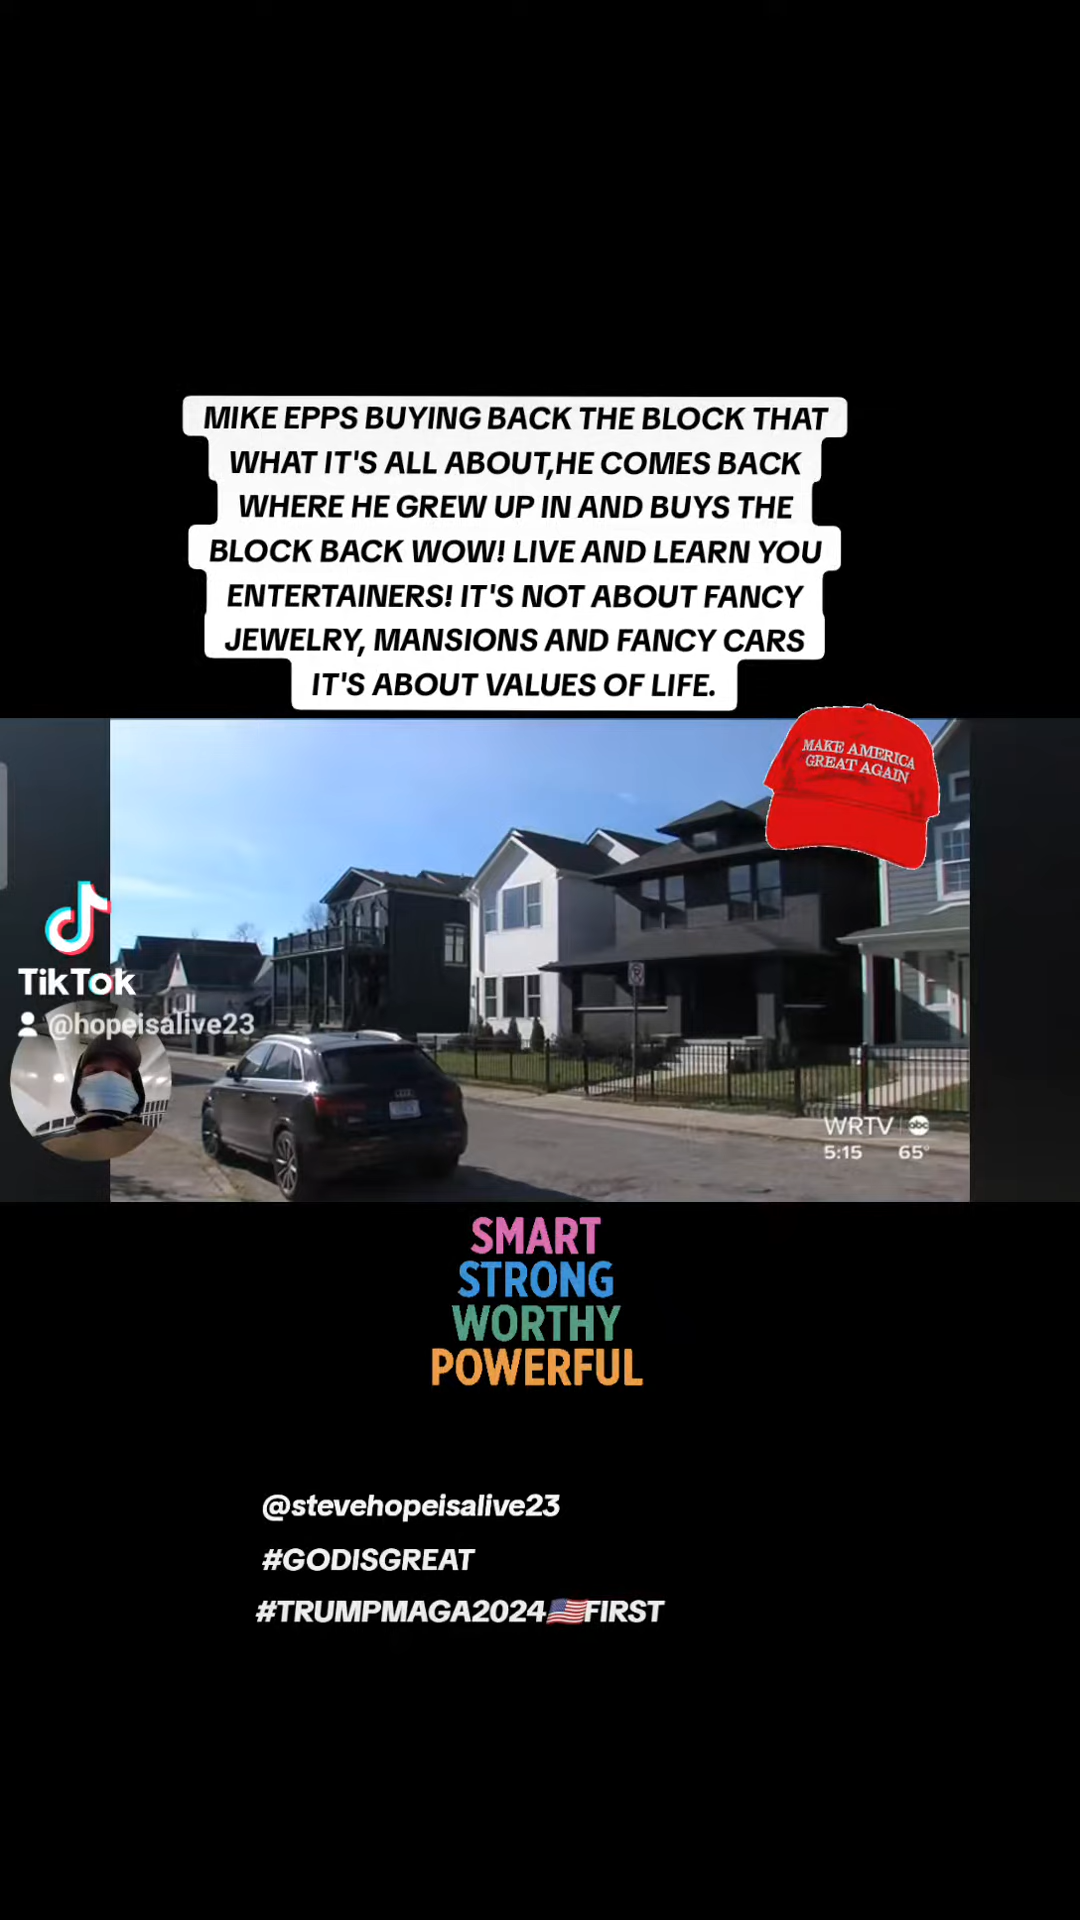 MIKE EPPS BUYING BACK THE BLOCK THAT
WHAT IT'S ALL ABOUT,HE COMES BACK
WHERE HE GREW UP IN AND BUYS THE
BLOCK BACK WOW! LIVE AND LEARN YOU
ENTERTAINERS! IT'S NOT ABOUT FANCY
JEWELRY, MANSIONS AND FANCY CARS
IT'S ABOUT VALUES OF LIFE.
MAKE AMERICA
GREAT AGAIN
TikTok
@hopeisalive23
WRTV abc
5:15 65°
SMART
STRONG
WORTHY
POWERFUL
@stevehopeisalive23
#GODISGREAT
#TRUMPMAGA2024🇺🇸FIRST